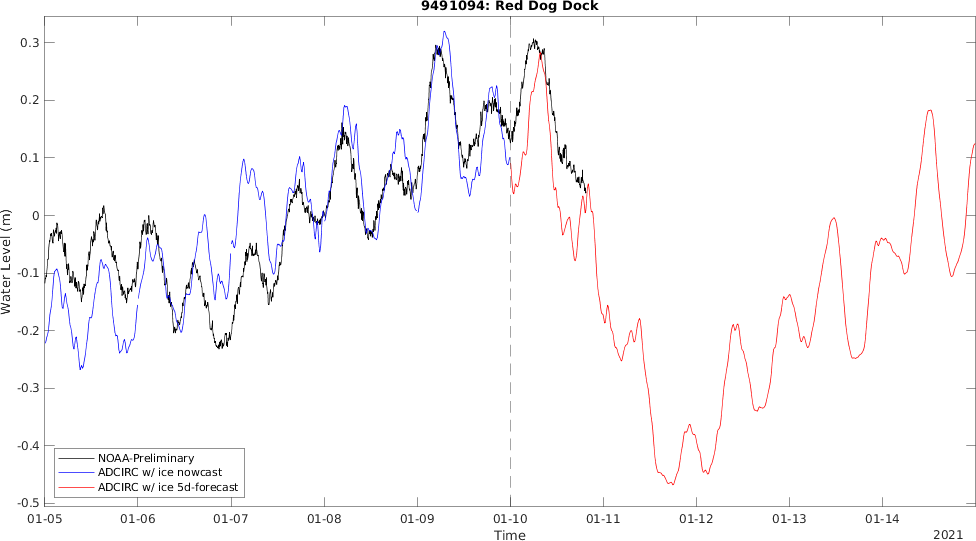 9491094: Red Dog Dock
Water Level (m)
0.3
0.2
0.1
0
-0.1
-0.2
-0.3
-0.4
-0.5
NOAA-Preliminary
ADCIRC w/ ice nowcast
ADCIRC w/ ice 5d-forecast
01-05 01-06 01-07 01-08 01-09 01-10 01-11 01-12 01-13 01-14
Time
2021